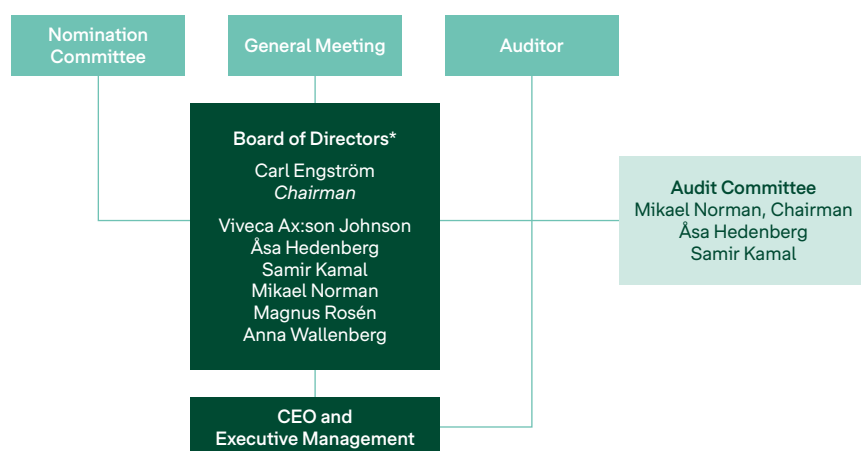 Nomination
Committee
General Meeting
Auditor
Board of Directors*
Carl Engström
Chairman
Viveca Ax:son Johnson
Åsa Hedenberg
Samir Kamal
Mikael Norman
Magnus Rosén
Anna Wallenberg
Audit Committee
Mikael Norman, Chairman
Åsa Hedenberg
Samir Kamal
CEO and
Executive Management